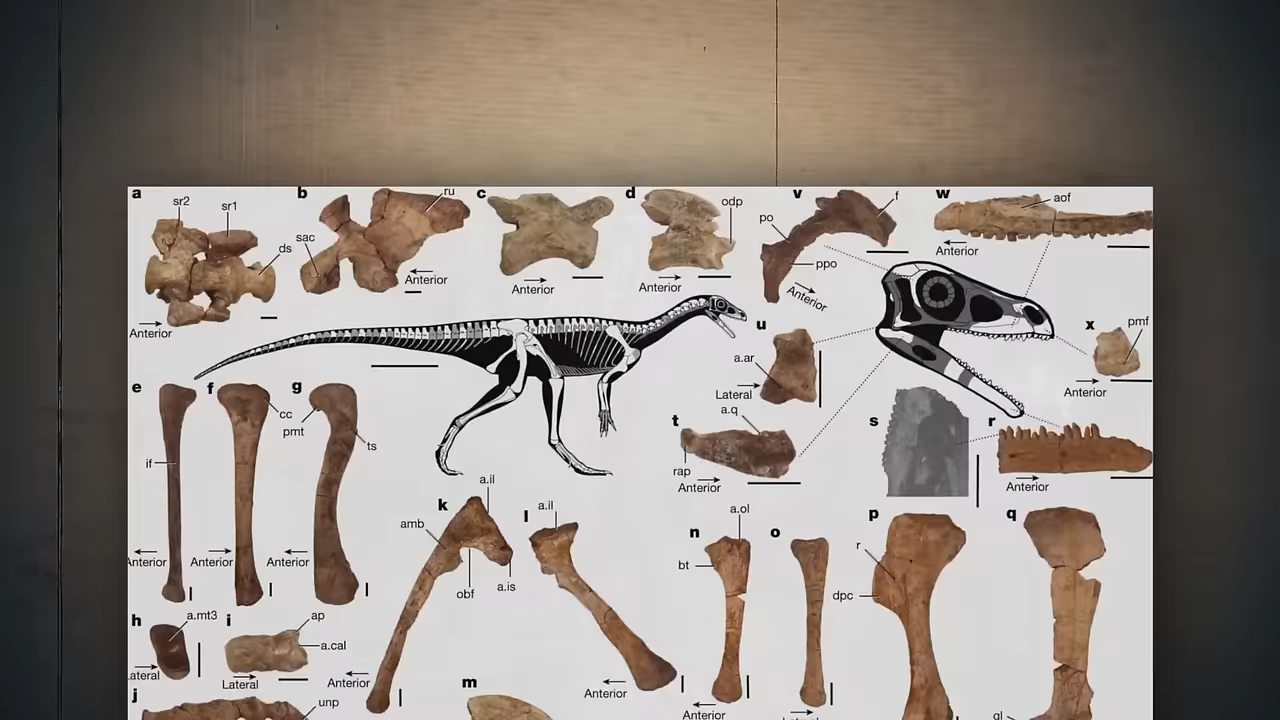 a
sr2
sr1
ds
Anterior
b
ru
sac
Anterior
c
Anterior
d
odp
Anterior
v
f
po
ppo
Anterior
w
aof
Anterior
u
a.ar
Lateral
x
pmf
Anterior
e
if
Anterior
f
cc
Anterior
g
pmt
ts
Anterior
t
a.q
rap
Anterior
s
r
Anterior
h
a.mt3
Lateral
i
ap
a.cal
Lateral
j
unp
k
a.il
amb
obf
a.is
Anterior
l
a.il
Anterior
m
n
a.ol
bt
Anterior
o
p
r
dpc
q
gl